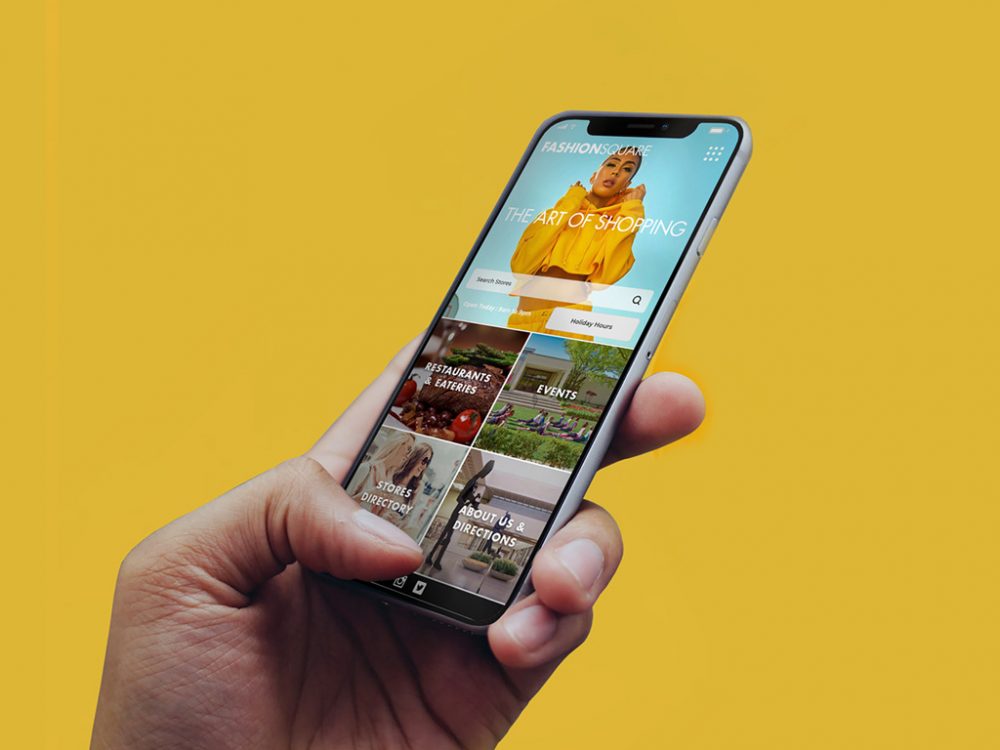 FASHIONSQUARE
THE ART OF SHOPPING
Search Stores
Open Today
Holiday Hours
RESTAURANTS
& EATERIES
EVENTS
STORES
DIRECTORY
ABOUT US &
DIRECTIONS